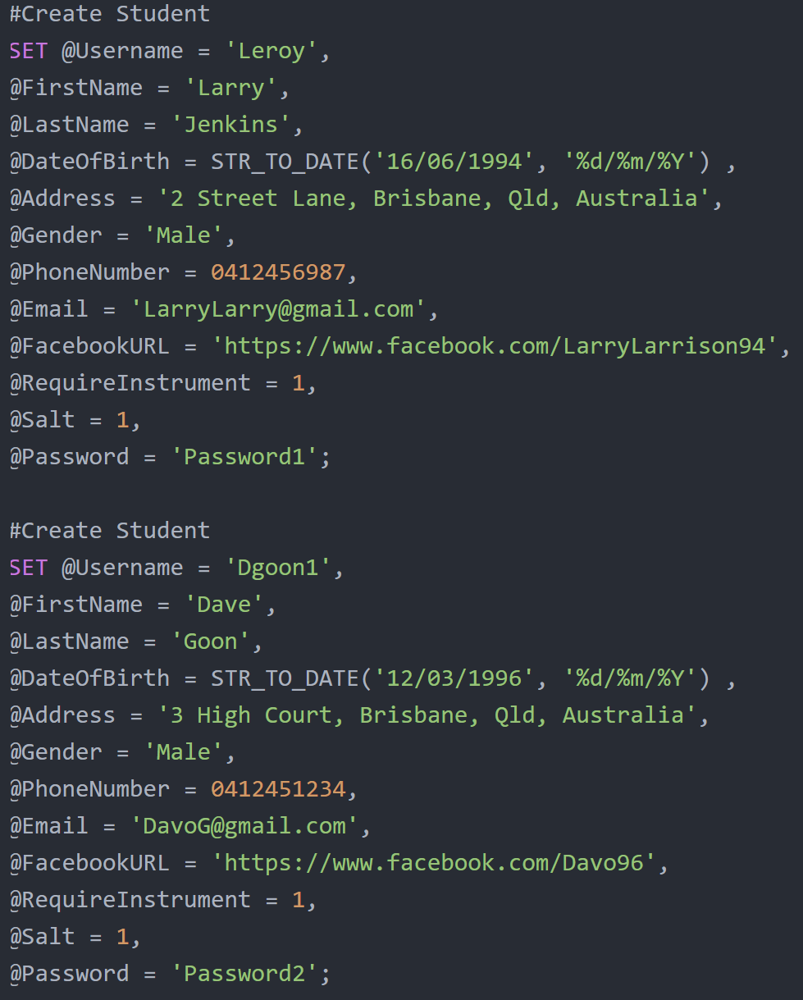 #Create Student
SET @Username = 'Leroy',
@FirstName = 'Larry',
@LastName = 'Jenkins',
@DateOfBirth = STR_TO_DATE('16/06/1994', '%d/%m/%Y') ,
@Address = '2 Street Lane, Brisbane, Qld, Australia',
@Gender = 'Male',
@PhoneNumber = 0412456987,
@Email = 'LarryLarry@gmail.com',
@FacebookURL = 'https://www.facebook.com/LarryLarrison94',
@RequireInstrument = 1,
@Salt = 1,
@Password = 'Password1';
#Create Student
SET @Username = 'Dgoon1',
@FirstName = 'Dave',
@LastName = 'Goon',
@DateOfBirth = STR_TO_DATE('12/03/1996', '%d/%m/%Y') ,
@Address = '3 High Court, Brisbane, Qld, Australia',
@Gender = 'Male',
@PhoneNumber = 0412451234,
@Email = 'DavoG@gmail.com',
@FacebookURL = 'https://www.facebook.com/Davo96',
@RequireInstrument = 1,
@Salt = 1,
@Password = 'Password2';